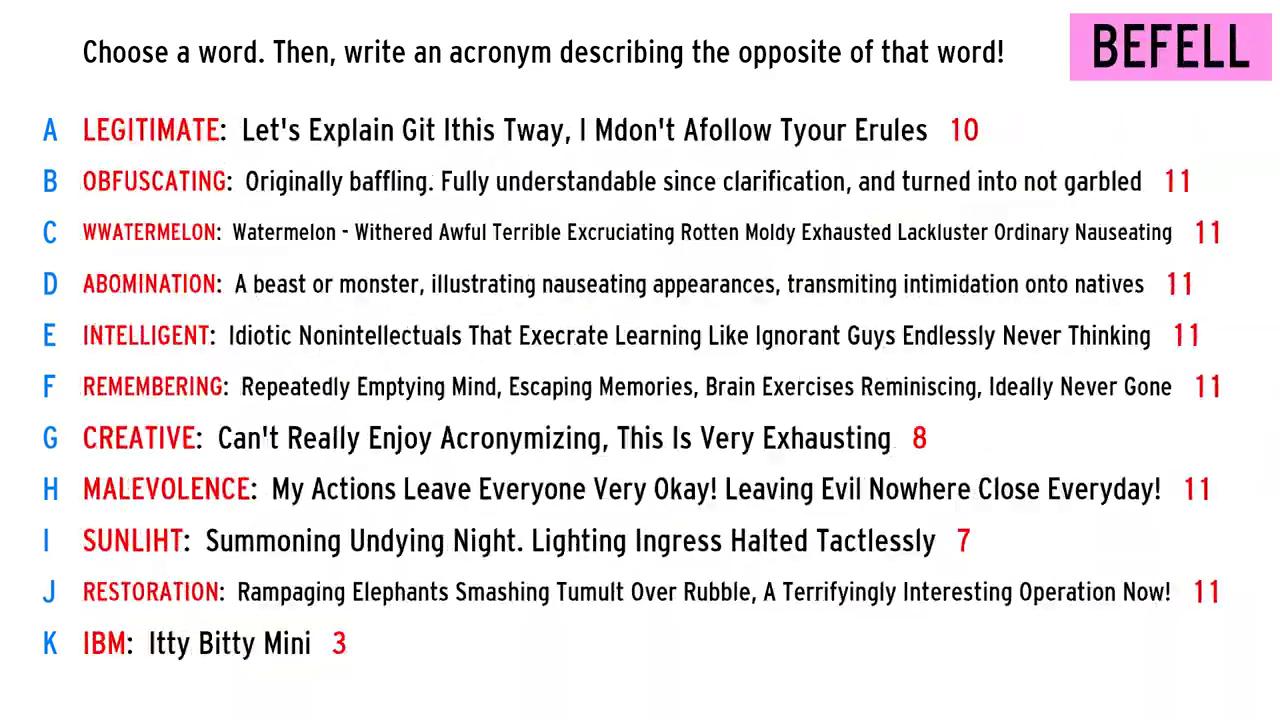 Choose a word. Then, write an acronym describing the opposite of that word!
BEFELL
A LEGITIMATE: Let's Explain Git Ithis Tway, I Mdon't Afollow Tyour Erules 10
B OBFUSCATING: Originally baffling. Fully understandable since clarification, and turned into not garbled 11
C WWATERMELON: Watermelon - Withered Awful Terrible Excruciating Rotten Moldy Exhausted Lackluster Ordinary Nauseating 11
D ABOMINATION: A beast or monster, illustrating nauseating appearances, transmiting intimidation onto natives 11
E INTELLIGENT: Idiotic Nonintellectuals That Execrate Learning Like Ignorant Guys Endlessly Never Thinking 11
F REMEMBERING: Repeatedly Emptying Mind, Escaping Memories, Brain Exercises Reminiscing, Ideally Never Gone 11
G CREATIVE: Can't Really Enjoy Acronymizing, This Is Very Exhausting 8
H MALEVOLENCE: My Actions Leave Everyone Very Okay! Leaving Evil Nowhere Close Everyday! 11
I SUNLIHT: Summoning Undying Night. Lighting Ingress Halted Tactlessly 7
J RESTORATION: Rampaging Elephants Smashing Tumult Over Rubble, A Terrifyingly Interesting Operation Now! 11
K IBM: Itty Bitty Mini 3